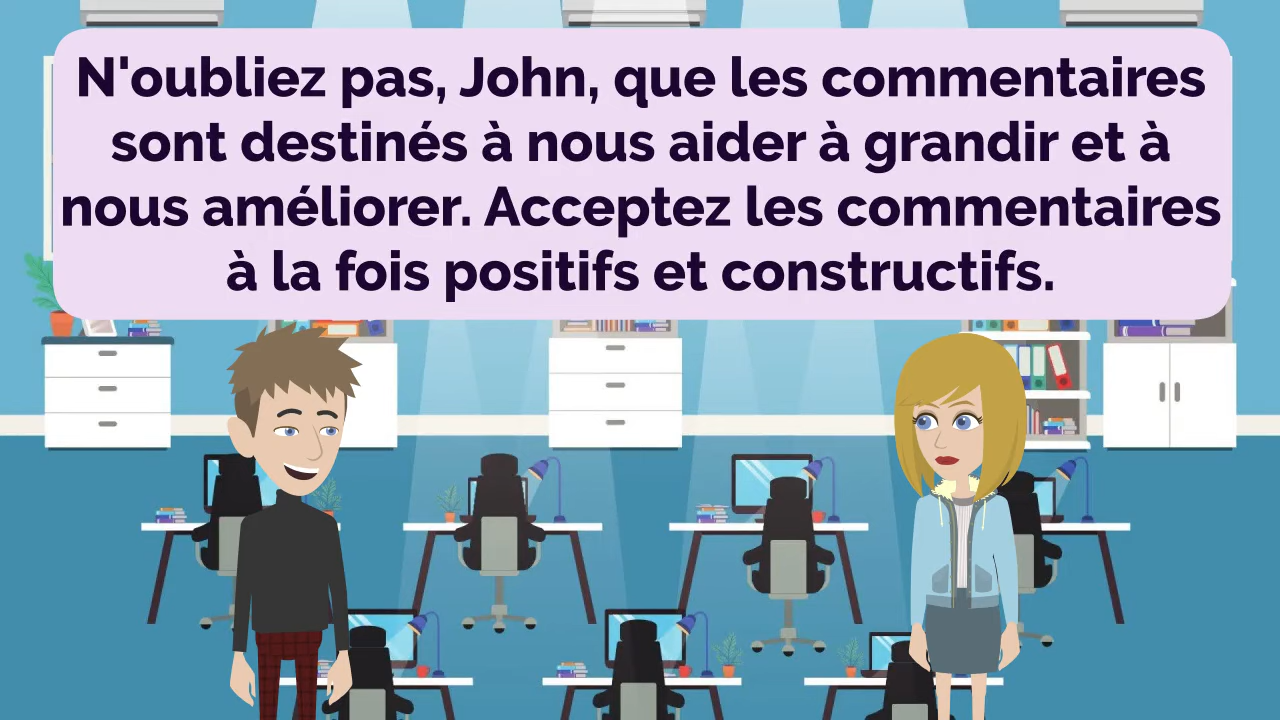 N'oubliez pas, John, que les commentaires
sont destinés à nous aider à grandir et à
nous améliorer. Acceptez les commentaires
à la fois positifs et constructifs.